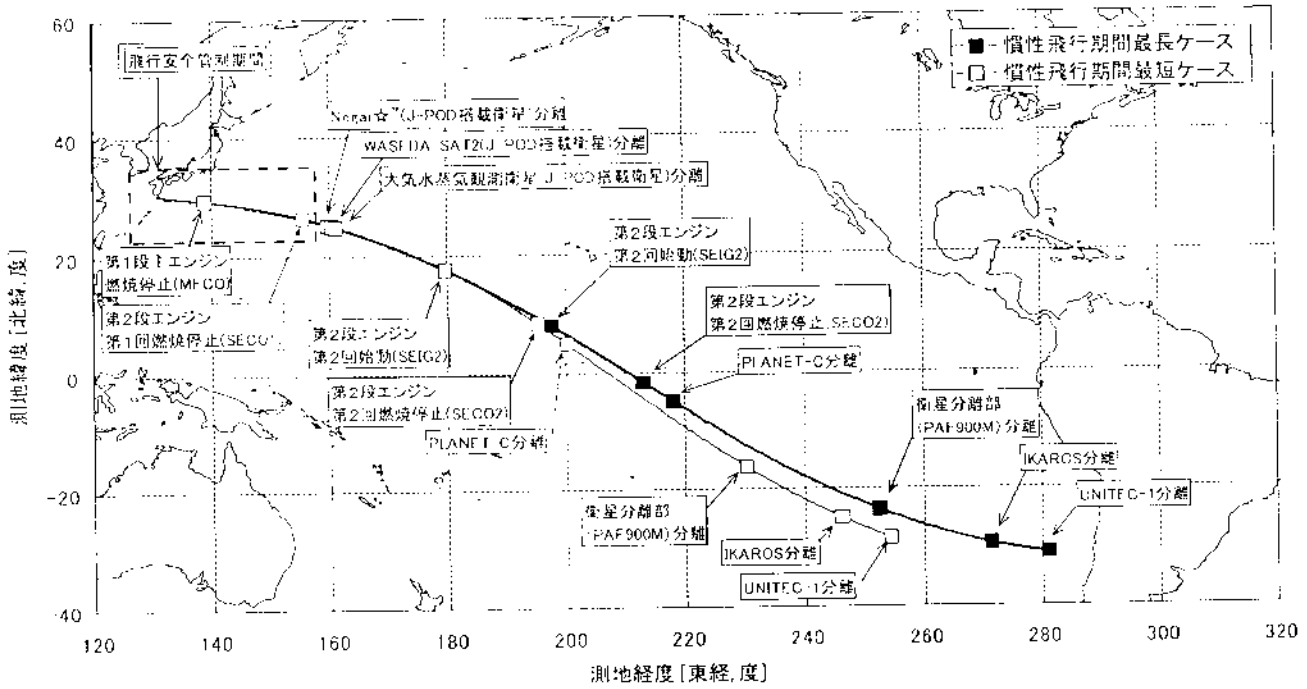 60
40
20
0
-20
-40
測地緯度[北緯,度]
飛行安全管制期間
■ - 慣性飛行期間最長ケース
□ - 慣性飛行期間最短ケース
Negai☆"(J-POD搭載衛星)分離
WASEDA-SAT2(J-POD搭載衛星)分離
大気水蒸気観測衛星(J-POD搭載衛星)分離
第1段主エンジン
燃焼停止(MECO)
第2段エンジン
第1回燃焼停止(SECO1)
第2段エンジン
第2回始動(SEIG2)
第2段エンジン
第2回燃焼停止(SECO2)
PLANET-C分離
第2段エンジン
第2回始動(SEIG2)
第2段エンジン
第2回燃焼停止(SECO2)
PLANET-C分離
衛星分離部
(PAF900M)分離
IKAROS分離
UNITEC-1分離
衛星分離部
(PAF900M)分離
IKAROS分離
UNITEC-1分離
120 140 160 180 200 220 240 260 280 300 320
測地経度[東経,度]